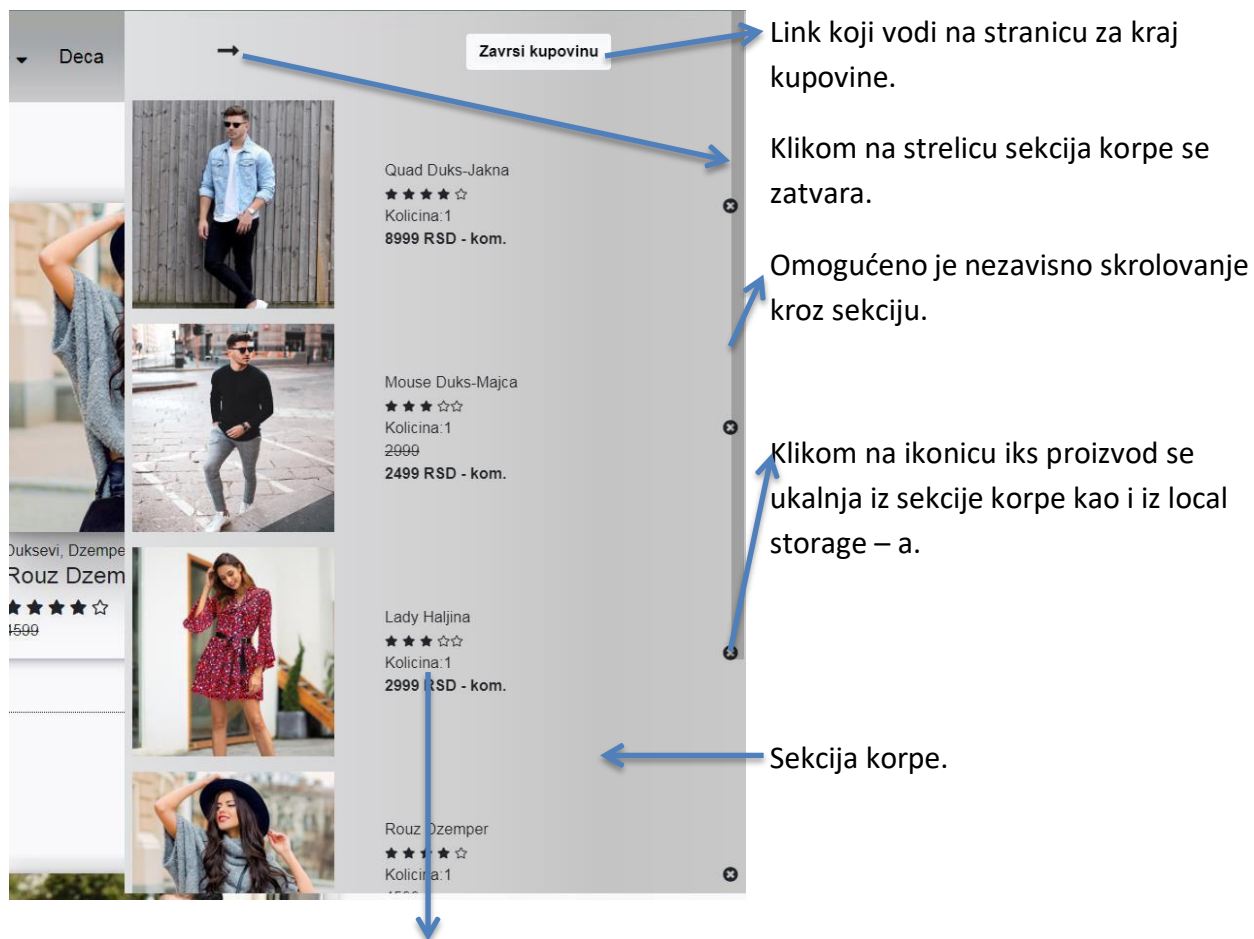 Deca
Zavrsi kupovinu
Link koji vodi na stranicu za kraj
kupovine.
Klikom na strelicu sekcija korpe se
zatvara.
Quad Duks-Jakna
Kolicina:1
8999 RSD - kom.
Omogućeno je nezavisno skrolovanje
kroz sekciju.
Mouse Duks-Majca
Kolicina:1
2999
2499 RSD - kom.
Klikom na ikonicu iks proizvod se
ukalnja iz sekcije korpe kao i iz local
storage – a.
Duksevi, Dzempe
Rouz Dzem
4599
Lady Haljina
Kolicina:1
2999 RSD - kom.
Sekcija korpe.
Rouz Dzemper
Kolicina:1